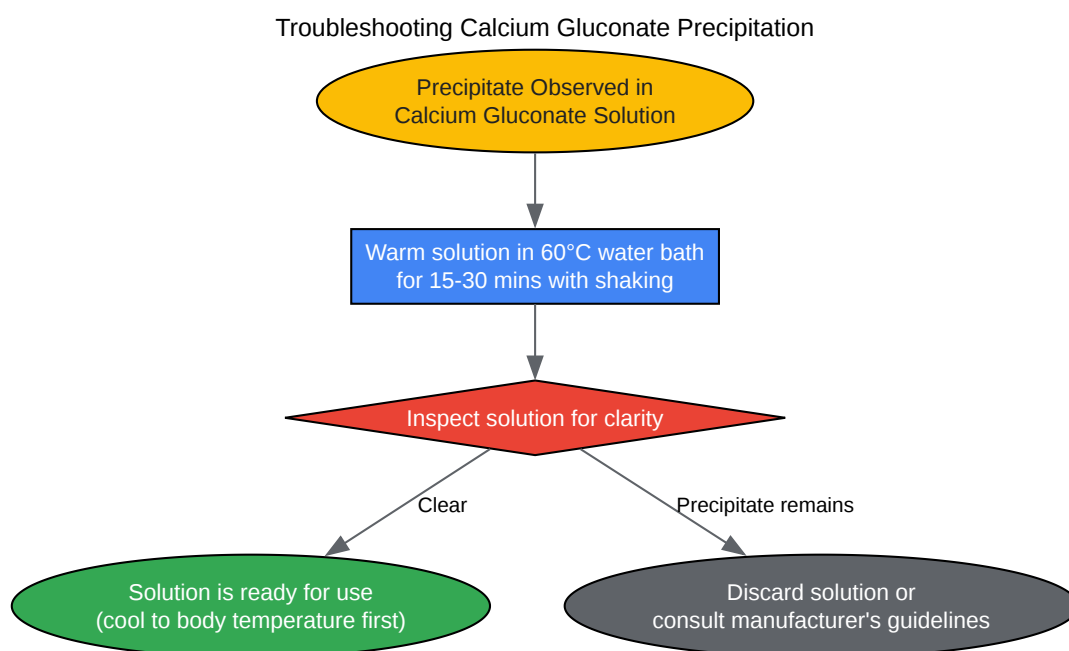 Troubleshooting Calcium Gluconate Precipitation
Precipitate Observed in
Calcium Gluconate Solution
Warm solution in 60°C water bath
for 15-30 mins with shaking
Inspect solution for clarity
Clear
Precipitate remains
Solution is ready for use
(cool to body temperature first)
Discard solution or
consult manufacturer's guidelines